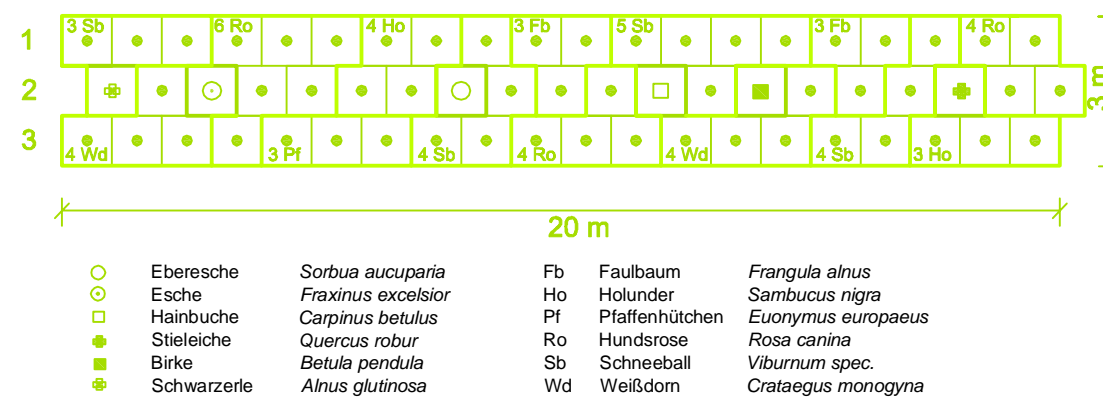 1 3 Sb 6 Ro 4 Ho 3 Fb 5 Sb 3 Fb 4 Ro
2 3 m
3 4 Wd 3 Pf 4 Sb 4 Ro 4 Wd 4 Sb 3 Ho
20 m
Eberesche Sorbua aucuparia Fb Faulbaum Frangula alnus
Esche Fraxinus excelsior Ho Holunder Sambucus nigra
Hainbuche Carpinus betulus Pf Pfaffenhütchen Euonymus europaeus
Stieleiche Quercus robur Ro Hundsrose Rosa canina
Birke Betula pendula Sb Schneeball Viburnum spec.
Schwarzerle Alnus glutinosa Wd Weißdorn Crataegus monogyna